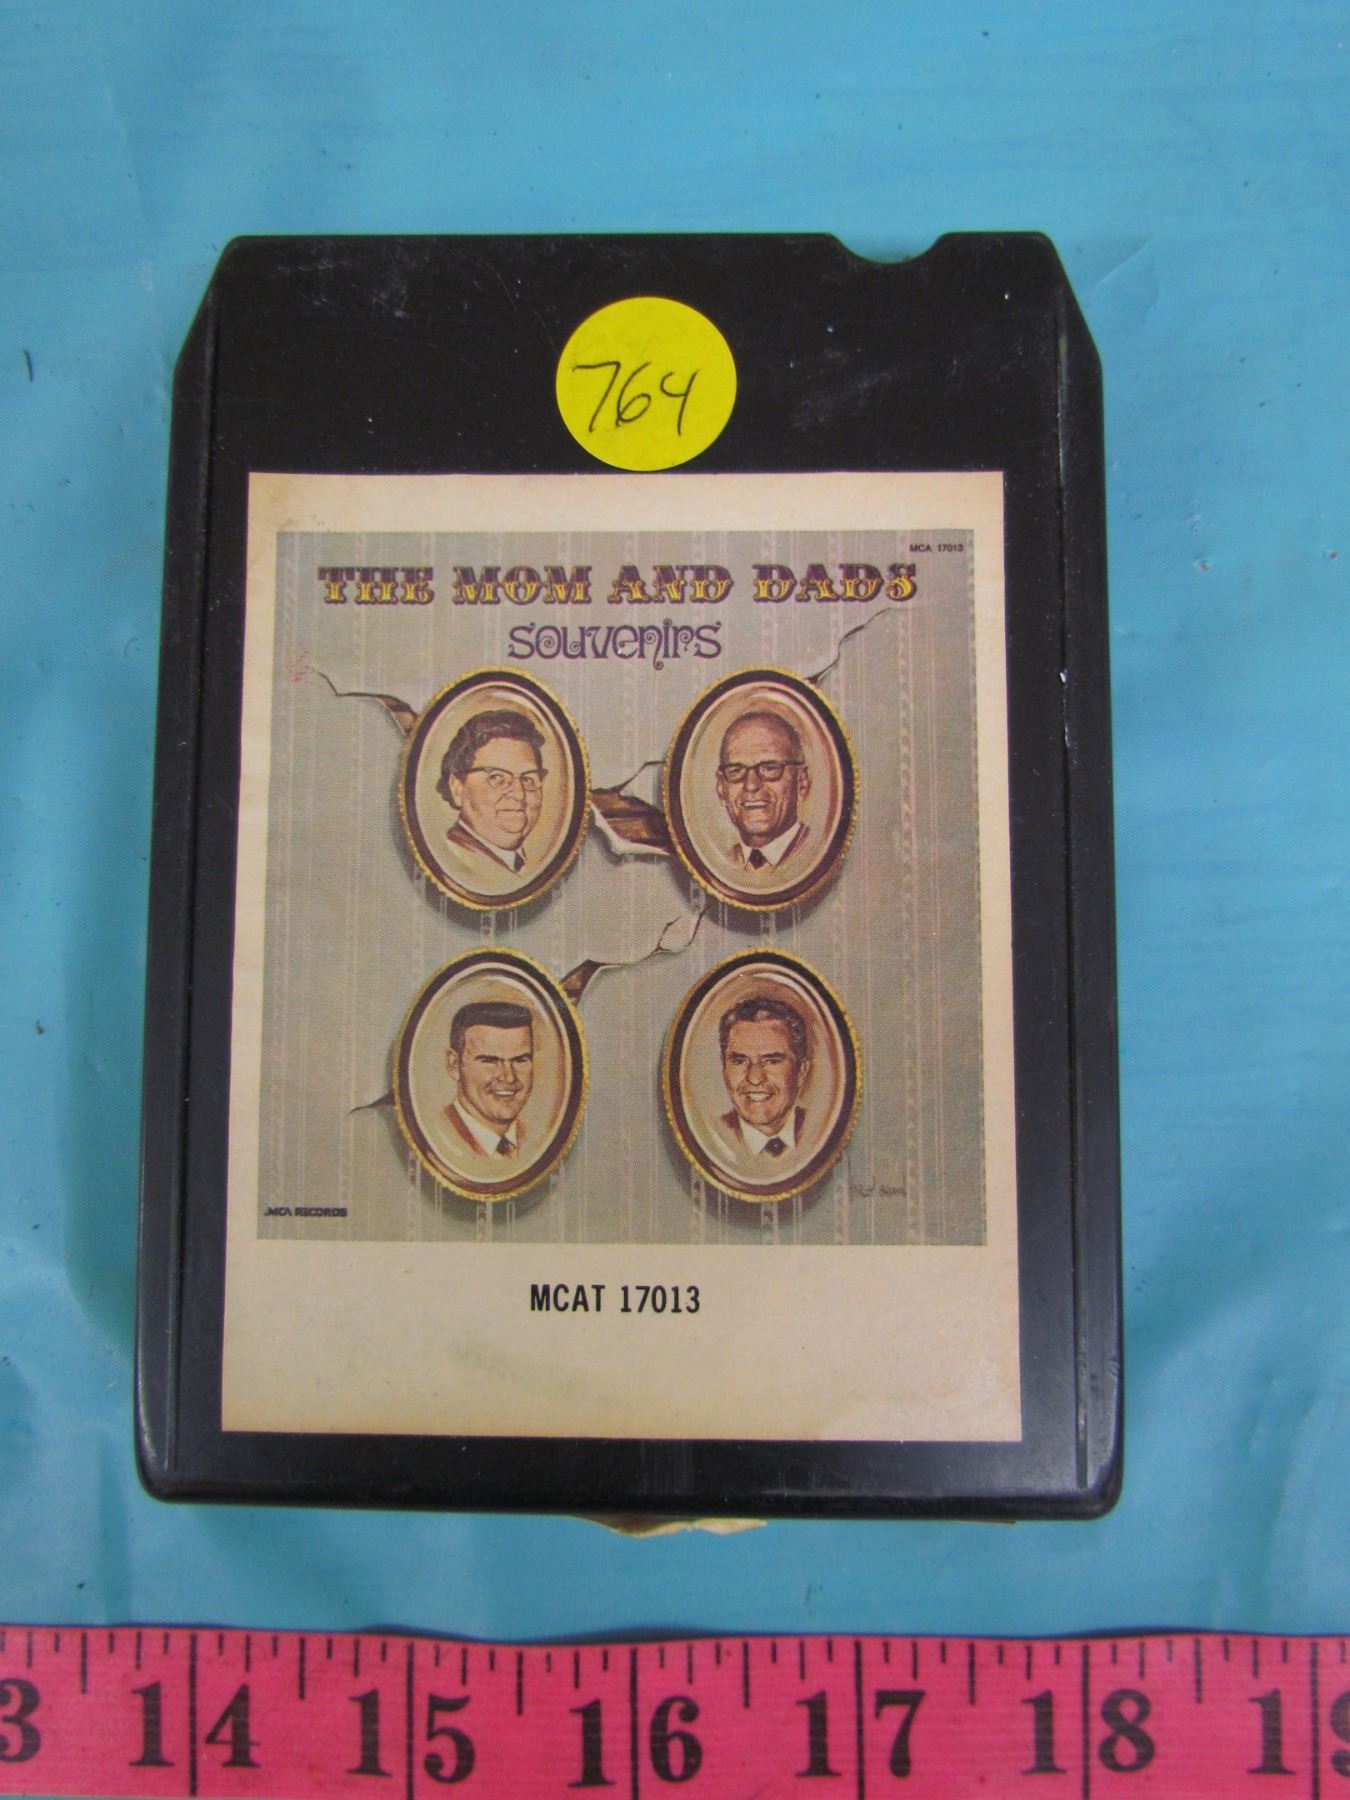 764
MCA 17013
THE MOM AND DADS
Souvenirs
MCA RECORDS
MCAT 17013
3 14 15 16 17 18 19